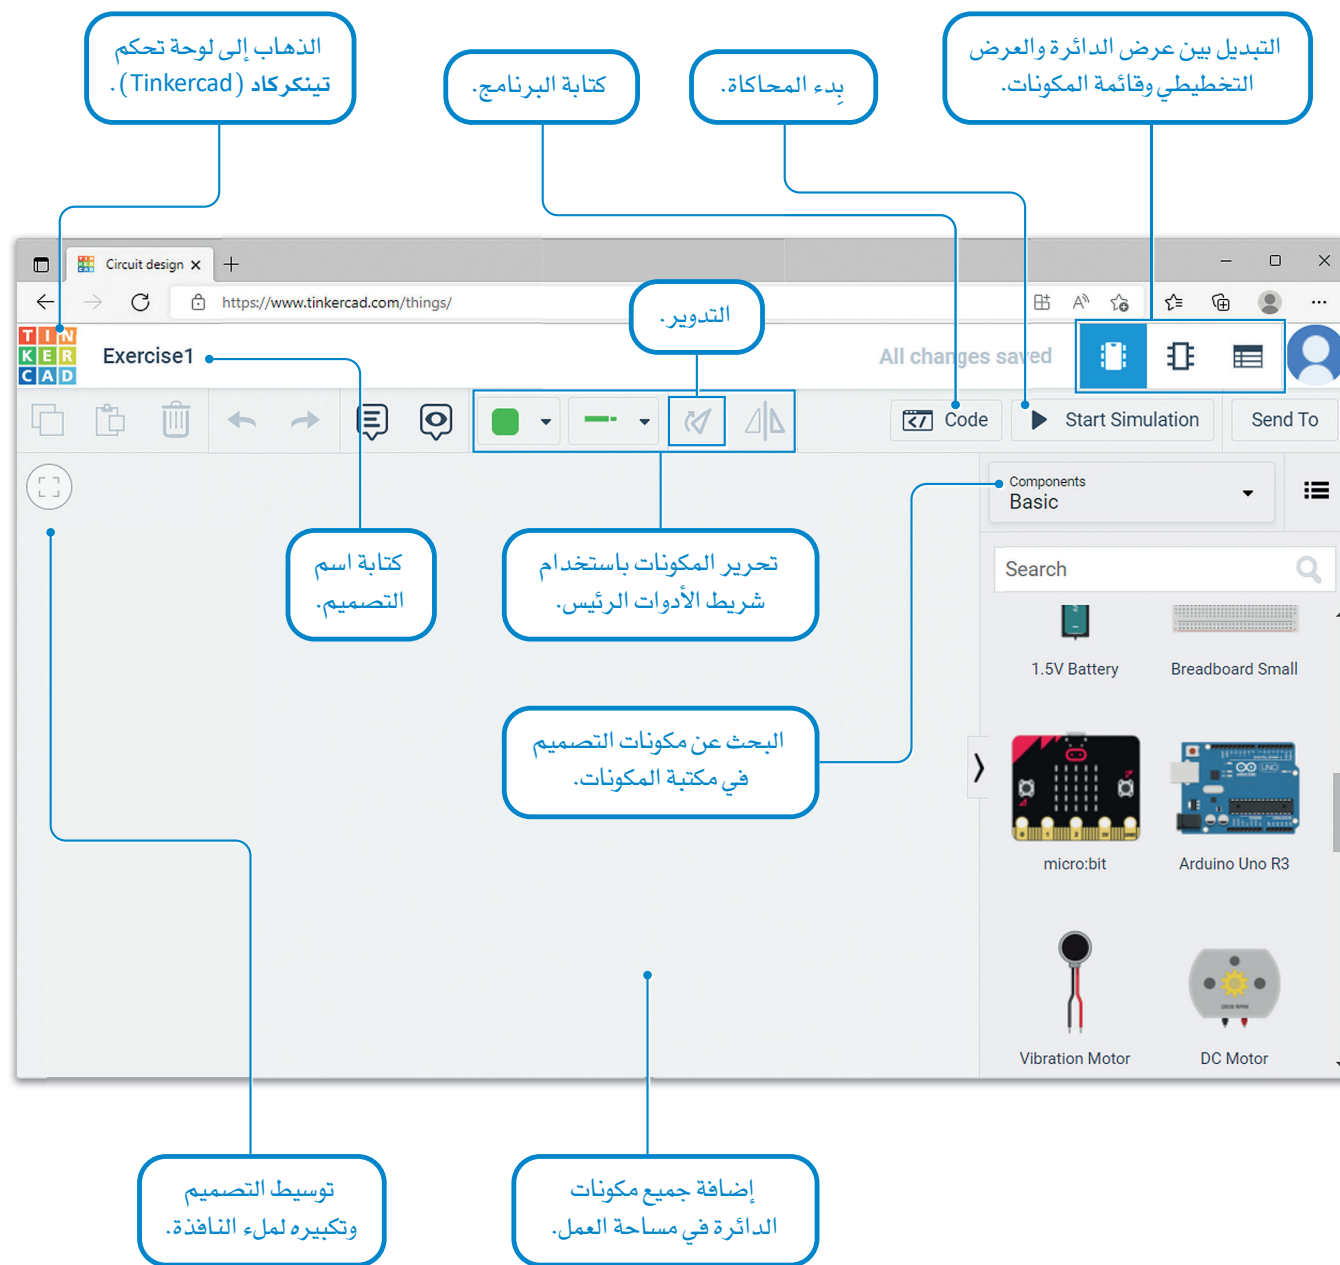 الذهاب إلى لوحة تحكم
تينكركاد (Tinkercad).
كتابة البرنامج.
بِدء المحاكاة.
التبديل بين عرض الدائرة والعرض
التخطيطي وقائمة المكونات.
Circuit design
https://www.tinkercad.com/things/
التدوير.
TIN
KER
CAD
Exercise1
All changes saved
Code
Start Simulation
Send To
Components
Basic
Search
كتابة اسم
التصميم.
تحرير المكونات باستخدام
شريط الأدوات الرئيس.
1.5V Battery
Breadboard Small
البحث عن مكونات التصميم
في مكتبة المكونات.
micro:bit
Arduino Uno R3
Vibration Motor
DC Motor
توسيط التصميم
وتكبيره لملء النافذة.
إضافة جميع مكونات
الدائرة في مساحة العمل.